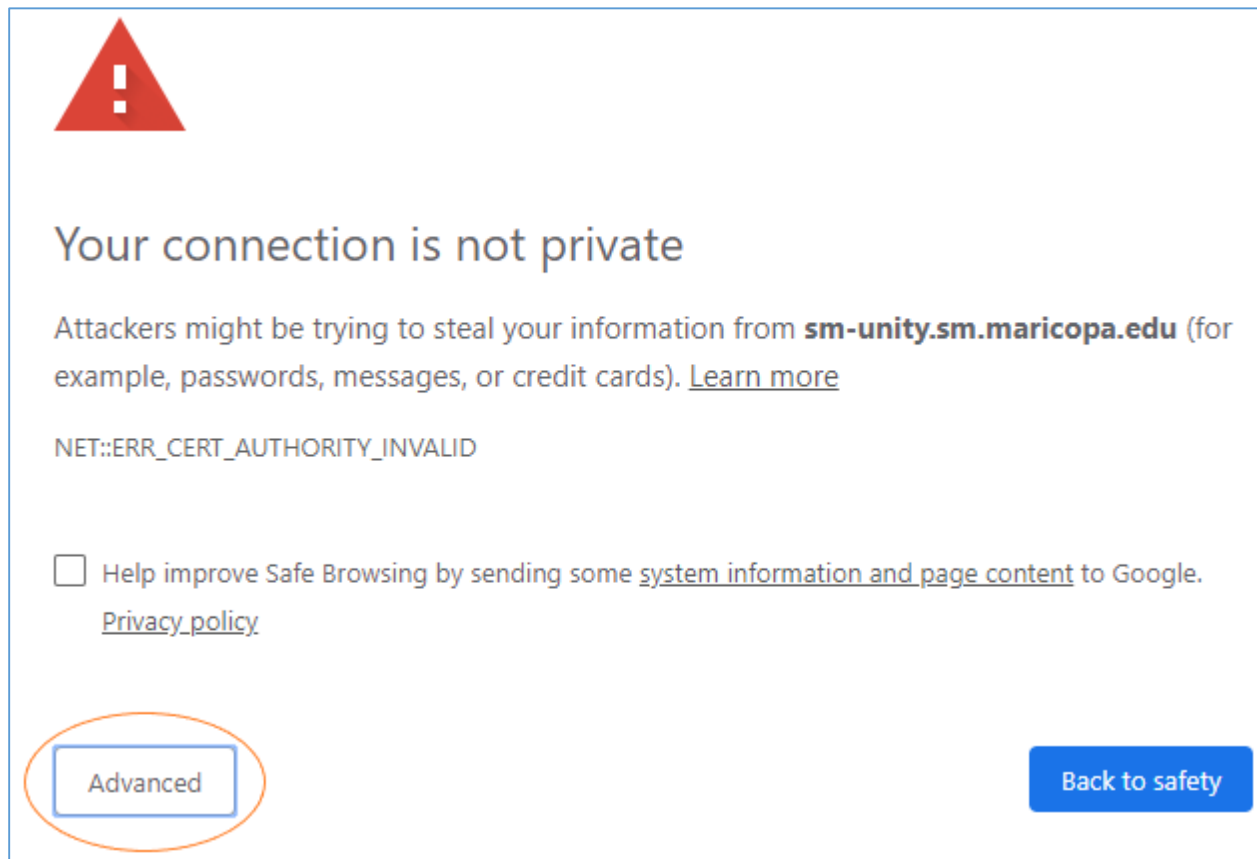 Your connection is not private
Attackers might be trying to steal your information from sm-unity.sm.maricopa.edu (for
example, passwords, messages, or credit cards). Learn more
NET::ERR_CERT_AUTHORITY_INVALID
Help improve Safe Browsing by sending some system information and page content to Google.
Privacy policy
Advanced
Back to safety